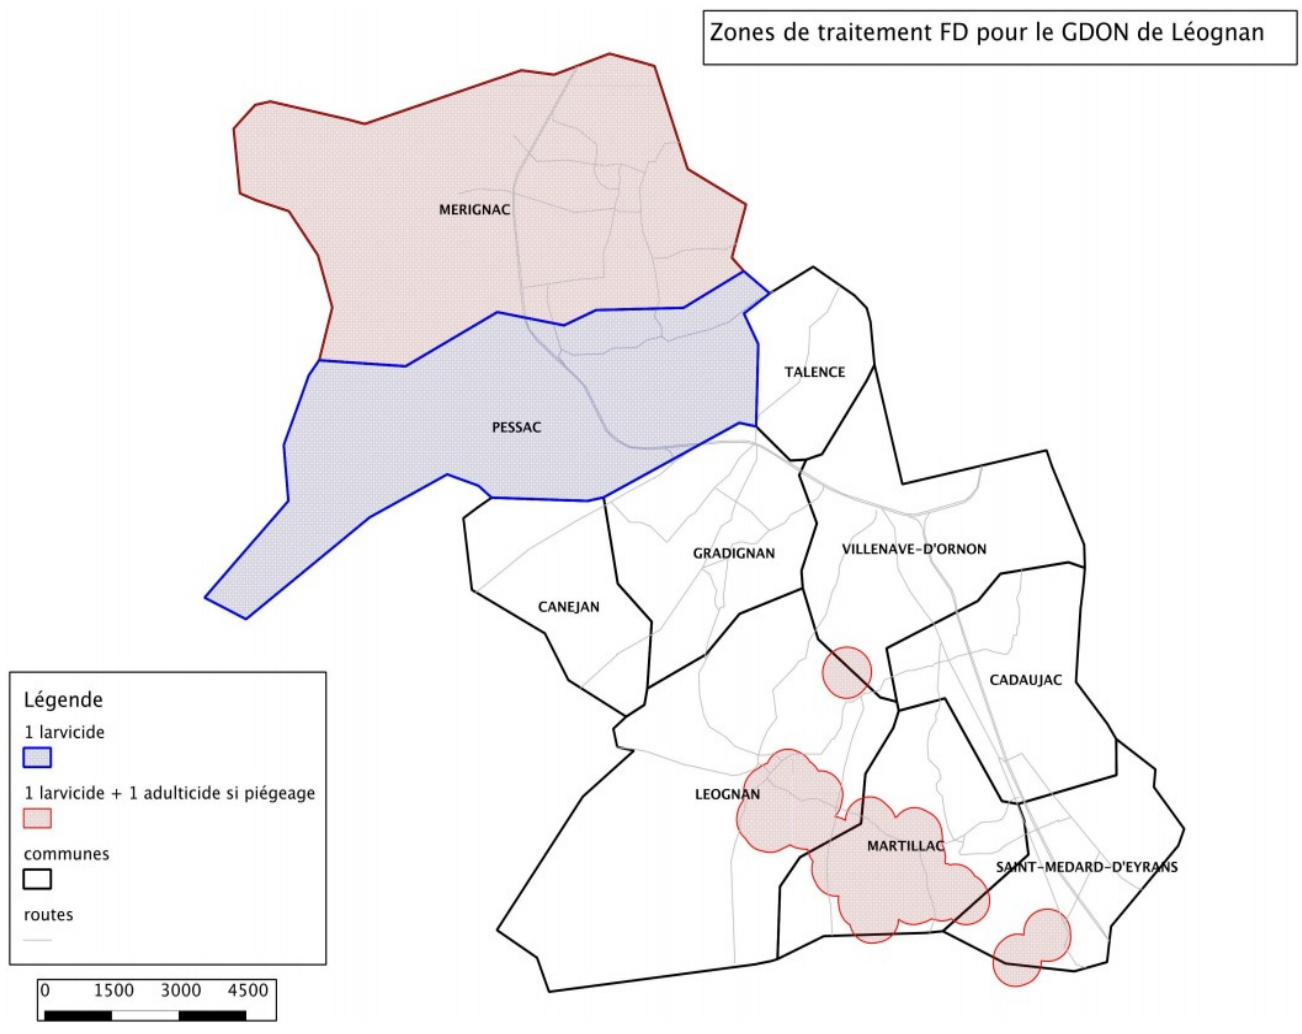 Zones de traitement FD pour le GDON de Léognan
MERIGNAC
TALENCE
PESSAC
GRADIGNAN
VILLENAVE-D'ORNON
CANEJAN
CADAUJAC
LEOGNAN
MARTILLAC
SAINT-MEDARD-D'EYRANS
Légende
1 larvicide
1 larvicide + 1 adulticide si piégeage
communes
routes
0 1500 3000 4500